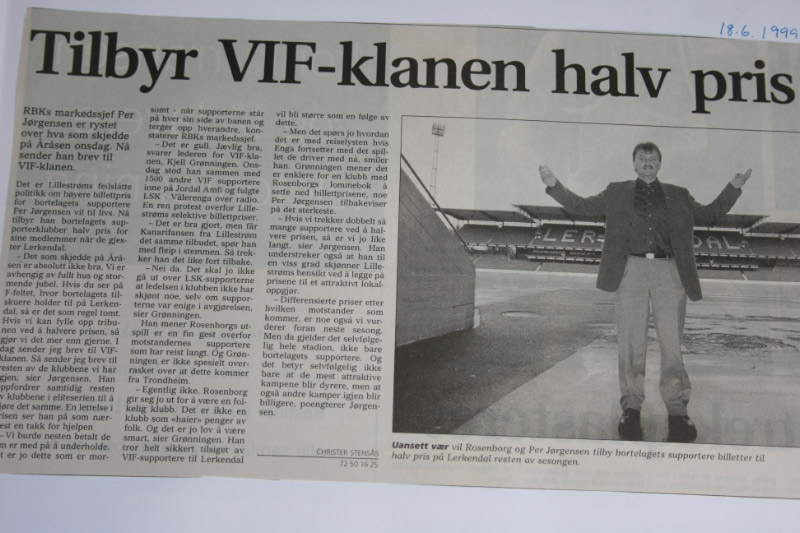 18.6.1999
Tilbyr VIF-klanen halv pris
RBKs markedssjef Per
Jørgensen er rystet
over hva som skjedde
på Åråsen onsdag. Nå
sender han brev til
VIF-klanen.
Det er Lillestrøms feilslåtte
politikk om høyere billettpris
for bortelagets supportere
Per Jørgensen vil til livs. Nå
tilbyr han bortelagets sup-
porterklubber halv pris for
sine medlemmer når de gjes-
ter Lerkendal.
– Det som skjedde på Årå-
sen er absolutt ikke bra. Vi er
avhengig av fullt hus og stem-
monde jubel. Hvis du ser på
F-feltet, hvor bortelagets til-
skuere holder til på Lerken-
dal, så er det som regel tomt.
Hvis vi kan fylle opp tribu-
nen ved å halvere prisen, så
gjør vi det mer enn gjerne. I
dag sender jeg brev til VIF-
klanen. Så sender jeg brev til
resten av de klubbene vi har
igjen, sier Jørgensen. Han
oppfordrer samtidig resten
v klubbene i eliteserien til å
øre det samme. En lettelse i
risen ser han på som nær-
est en takk for hjelpen
– Vi burde nesten betalt de
m er med på å underholde.
t er jo dette som er mor-
somt - når supporterne står
på hver sin side av banen og
terger opp hverandre, kon-
staterer RBKs markedssjef.
– Det er gull. Jævlig bra,
svarer lederen for VIF-kla-
nen, Kjell Grønningen. Ons-
dag stod han sammen med
1500 andre VIF supportere
inne på Jordal Amfi og fulgte
LSK - Vålerenga over radio.
En ren protest overfor Lille-
strøms selektive billettpriser.
– Det er bra gjort, men får
Kanarifansen fra Lillestrøm
det samme tilbudet, spør han
med fleip i stemmen. Så trek-
ker han det like fort tilbake.
– Nei da. Det skal jo ikke
gå ut over LSK-supporterne
at ledelsen i klubben ikke har
skjønt noe, selv om suppor-
terne var enige i avgjørelsen,
sier Grønningen.
Han mener Rosenborgs ut-
spill er en fin gest overfor
motstandernes supportere
som har reist langt. Og Grøn-
ningen er ikke spesielt over-
rasket over at dette kommer
fra Trondheim.
– Egentlig ikke. Rosenborg
gir seg jo ut for å være en fol-
kelig klubb. Det er ikke en
klubb som «haier» penger av
folk. Og det er jo lov å være
smart, sier Grønningen. Han
tror helt sikkert tilsiget av
VIF-supportere til Lerkendal
vil bli større som en følge av
dette.
– Men det spørs jo hvordan
det er med reiselysten hvis
Enga fortsetter med det spil-
let de driver med nå, smiler
han. Grønningen mener det
er enklere for en klubb med
Rosenborgs lommebok å
sette ned billettprisene, noe
Per Jørgensen tilbakeviser
på det sterkeste.
– Hvis vi trekker dobbelt så
mange supportere ved å hal-
vere prisen, så er vi jo like
langt, sier Jørgensen. Han
understreker også at han til
en viss grad skjønner Lille-
strøms hensikt ved å legge på
prisene til et attraktivt lokal-
oppgjør.
– Differensierte priser etter
hvilken motstander som
kommer, er noe også vi vur-
derer foran neste sesong.
Men da gjelder det selvfølge-
lig hele stadion, ikke bare
bortelagets supportere. Og
det betyr selvfølgelig ikke
bare at de mest attraktive
kampene blir dyrere, men at
også andre kamper igjen blir
billigere, poengterer Jørgen-
sen.
CHRISTER STENSÅS
72 50 16 25
LER DAL
Uansett vær vil Rosenborg og Per Jørgensen tilby bortelagets supportere billetter til
halv pris på Lerkendal resten av sesongen.